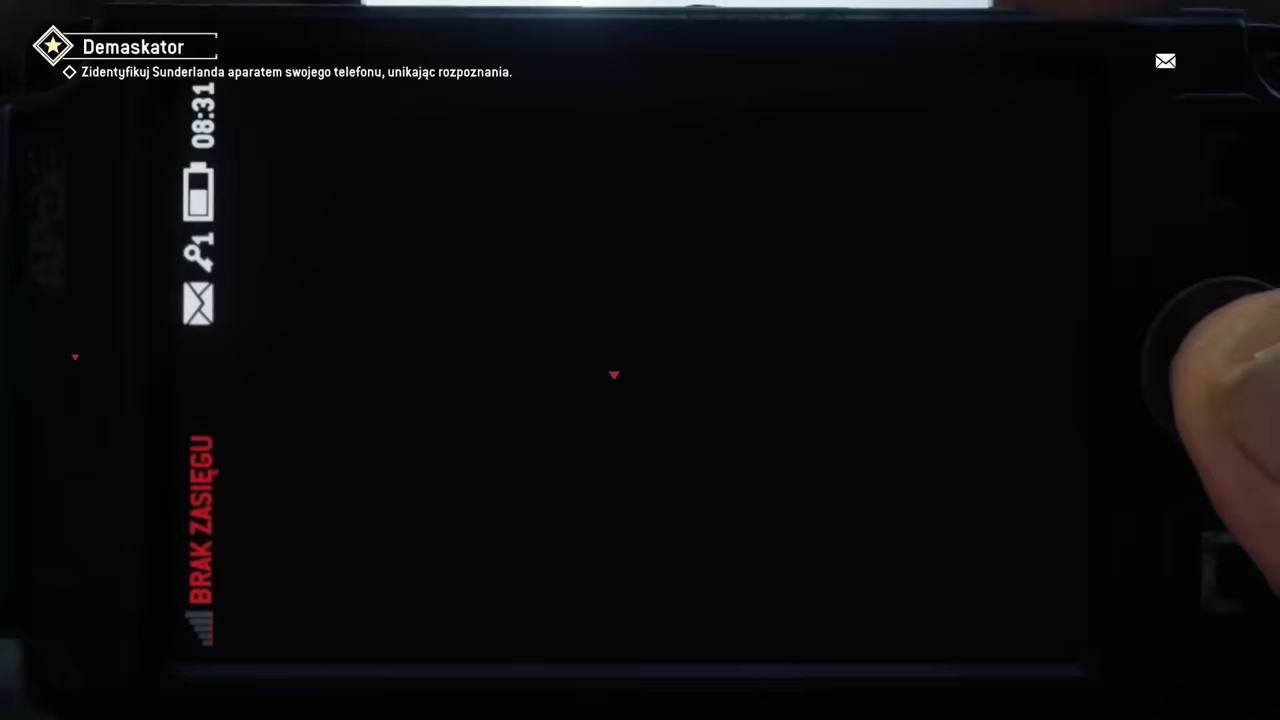 Demaskator
Zidentyfikuj Sunderlanda aparatem swojego telefonu, unikając rozpoznania.
08:31
1
BRAK ZASIĘGU